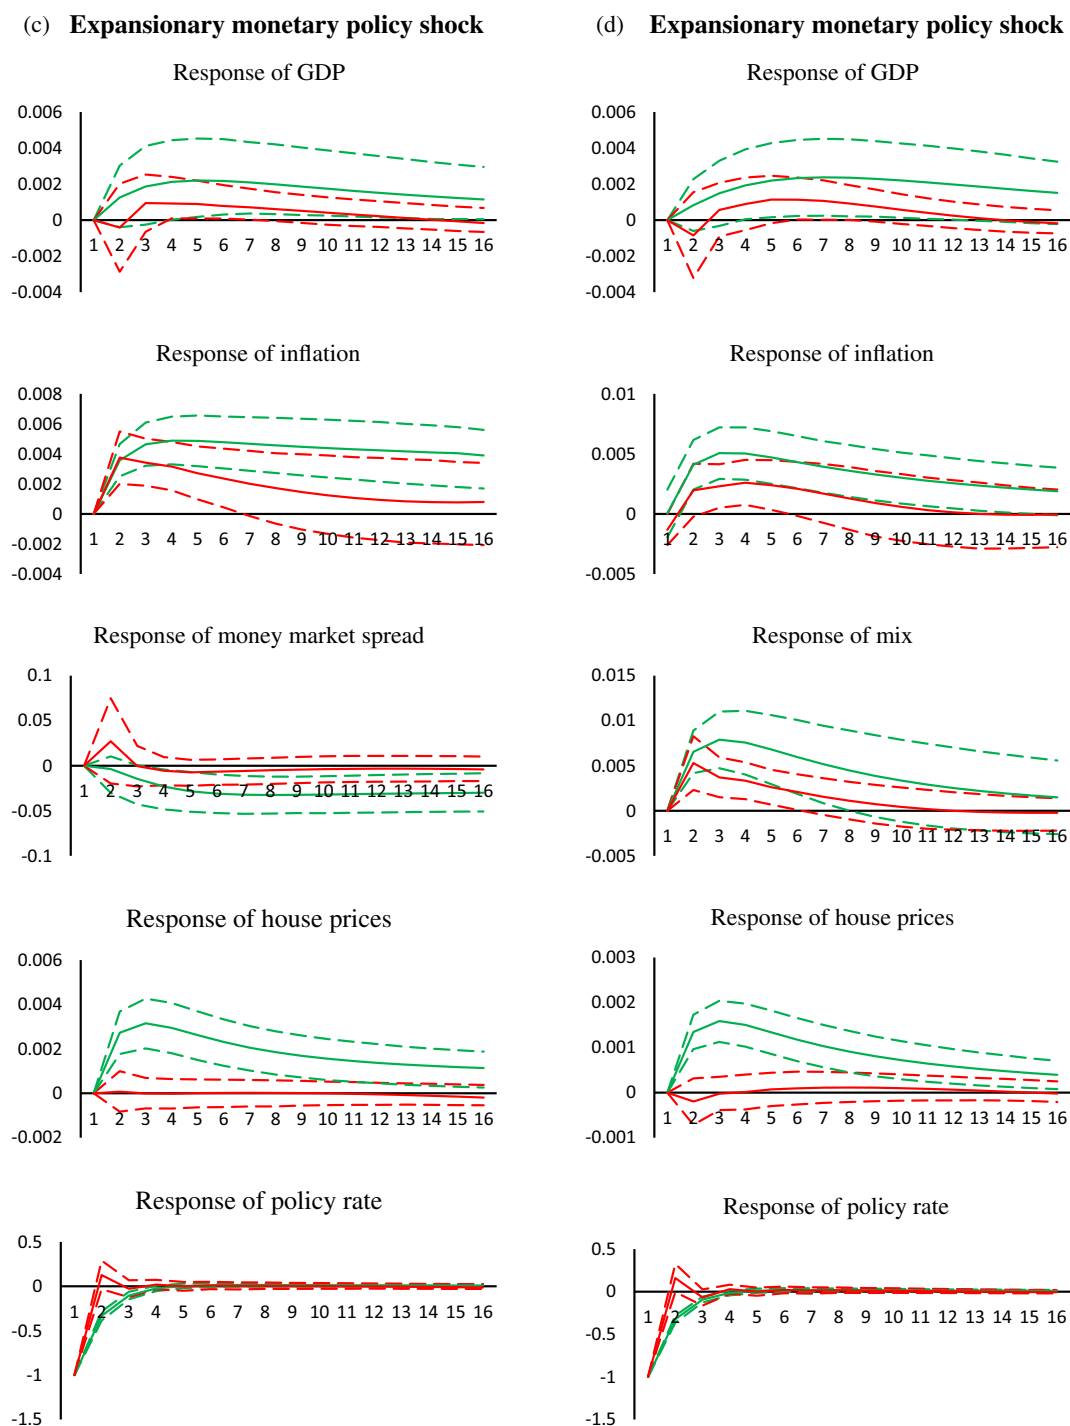 (c) Expansionary monetary policy shock
Response of GDP
0.006
0.004
0.002
0
-0.002
-0.004
1 2 3 4 5 6 7 8 9 10 11 12 13 14 15 16
Response of inflation
0.008
0.006
0.004
0.002
0
-0.002
-0.004
1 2 3 4 5 6 7 8 9 10 11 12 13 14 15 16
Response of money market spread
0.1
0.05
0
-0.05
-0.1
1 2 3 4 5 6 7 8 9 10 11 12 13 14 15 16
Response of house prices
0.006
0.004
0.002
0
-0.002
1 2 3 4 5 6 7 8 9 10 11 12 13 14 15 16
Response of policy rate
0.5
0
-0.5
-1
-1.5
1 2 3 4 5 6 7 8 9 10 11 12 13 14 15 16
(d) Expansionary monetary policy shock
Response of GDP
0.006
0.004
0.002
0
-0.002
-0.004
1 2 3 4 5 6 7 8 9 10 11 12 13 14 15 16
Response of inflation
0.01
0.005
0
-0.005
1 2 3 4 5 6 7 8 9 10 11 12 13 14 15 16
Response of mix
0.015
0.01
0.005
0
-0.005
1 2 3 4 5 6 7 8 9 10 11 12 13 14 15 16
Response of house prices
0.003
0.002
0.001
0
-0.001
1 2 3 4 5 6 7 8 9 10 11 12 13 14 15 16
Response of policy rate
0.5
0
-0.5
-1
-1.5
1 2 3 4 5 6 7 8 9 10 11 12 13 14 15 16